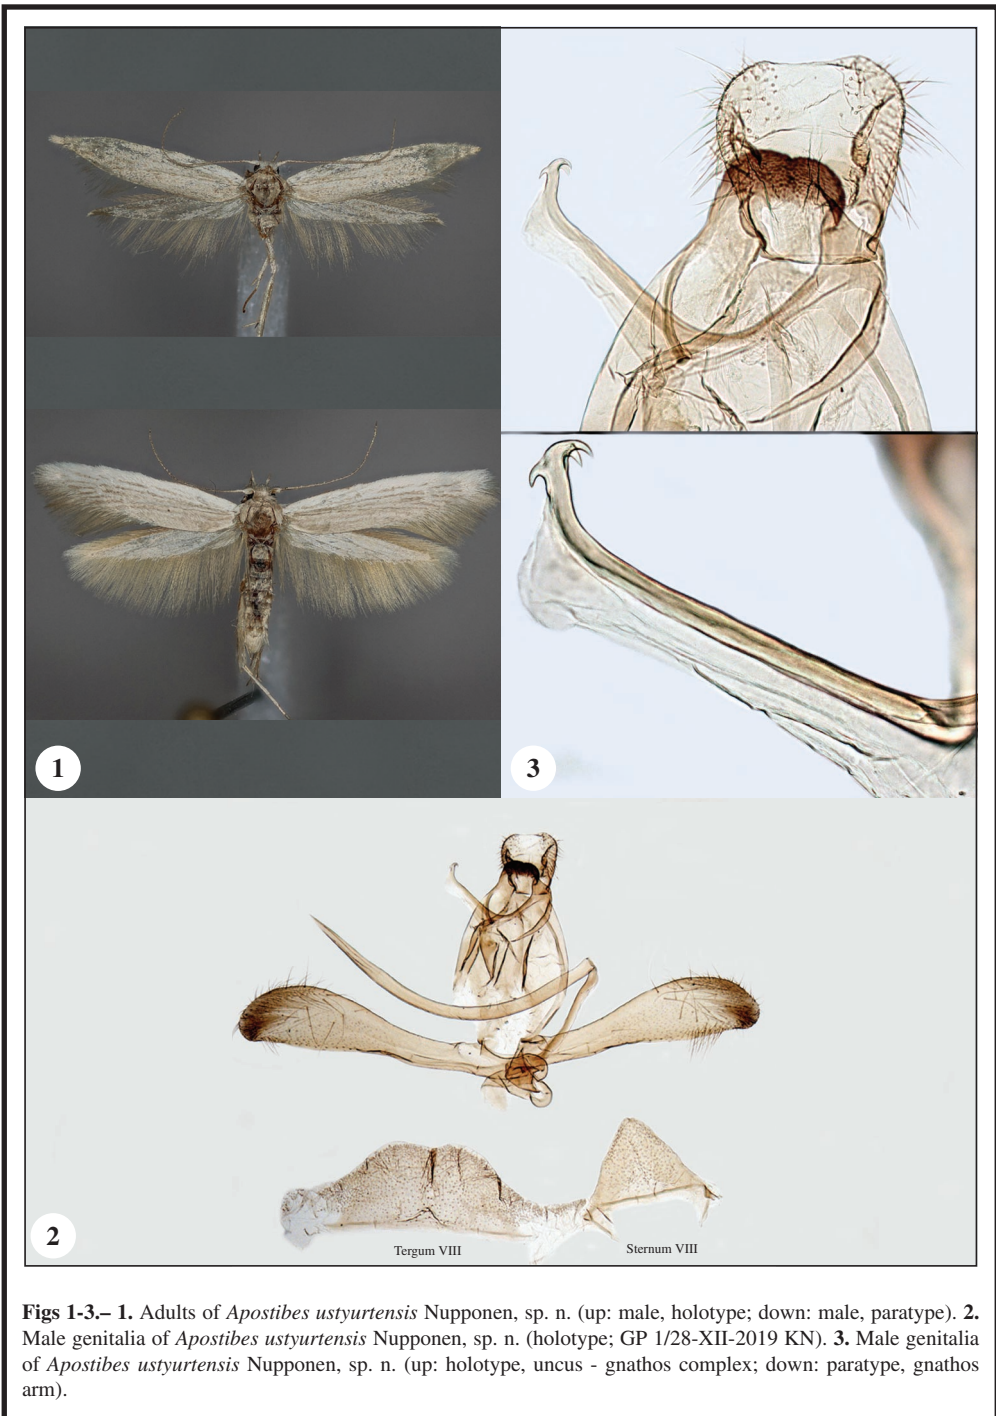 1
3
2
Tergum VIII
Sternum VIII
Figs 1-3.– 1. Adults of Apostibes ustyurtensis Nupponen, sp. n. (up: male, holotype; down: male, paratype). 2.
Male genitalia of Apostibes ustyurtensis Nupponen, sp. n. (holotype; GP 1/28-XII-2019 KN). 3. Male genitalia
of Apostibes ustyurtensis Nupponen, sp. n. (up: holotype, uncus - gnathos complex; down: paratype, gnathos
arm).